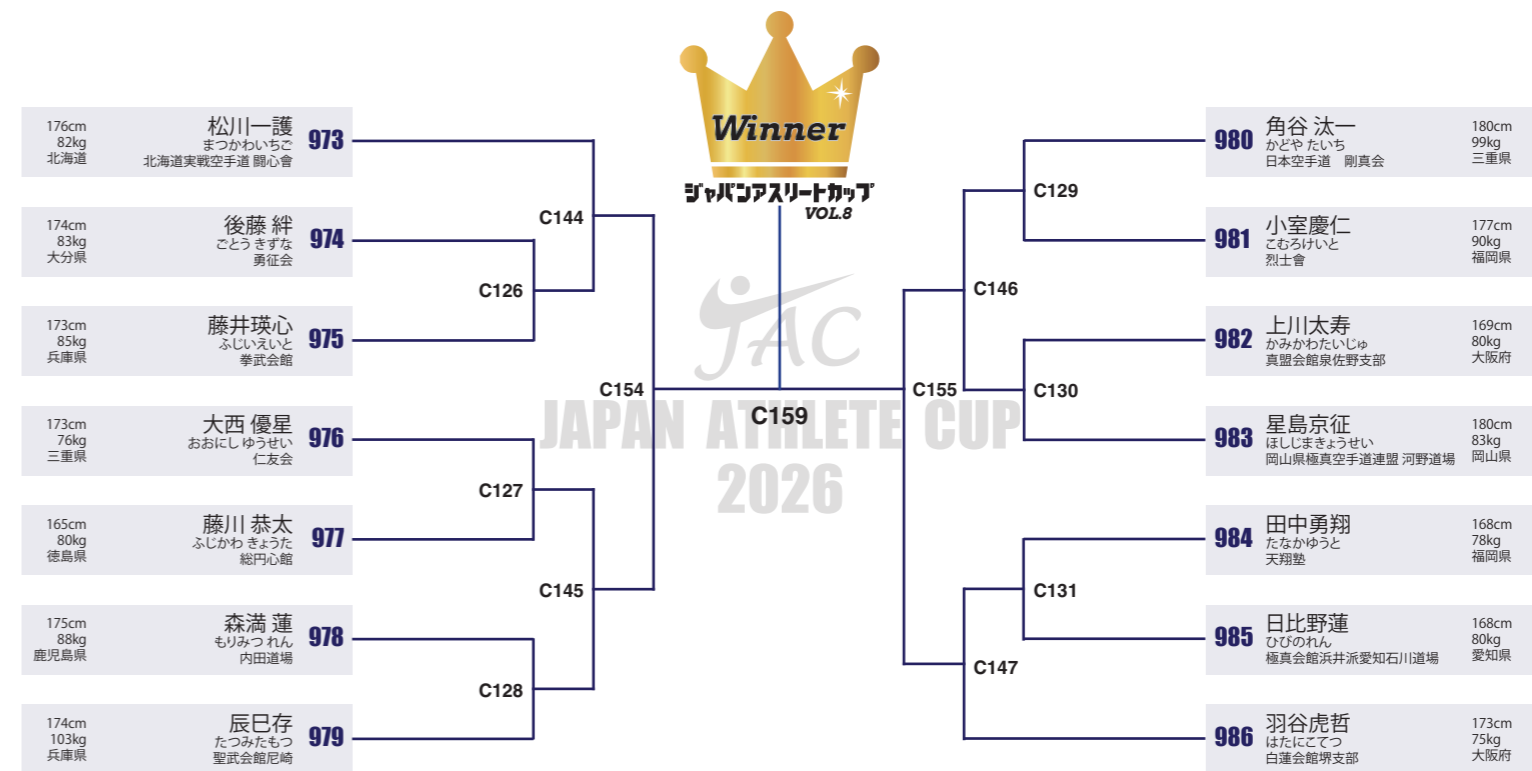 Winner
ジャパンアスリートカップ
VOL.8
JAC
JAPAN ATHLETE CUP
2026
176cm
82kg
北海道
松川一護
まつかわいちご
北海道実戦空手道 闘心會
973
174cm
83kg
大分県
後藤 絆
ごとう きずな
勇征会
974
173cm
85kg
兵庫県
藤井瑛心
ふじいえいと
拳武会館
975
173cm
76kg
三重県
大西 優星
おおにし ゆうせい
仁友会
976
165cm
80kg
徳島県
藤川 恭太
ふじかわ きょうた
総円心館
977
175cm
88kg
鹿児島県
森満 蓮
もりみつ れん
内田道場
978
174cm
103kg
兵庫県
辰巳存
たつみたもつ
聖武会館尼崎
979
C144
C126
C154
C127
C145
C128
C159
C129
C146
C155
C130
C131
C147
980
角谷 汰一
かどや たいち
日本空手道　剛真会
180cm
99kg
三重県
981
小室慶仁
こむろけいと
烈士會
177cm
90kg
福岡県
982
上川太寿
かみかわたいじゅ
真盟会館泉佐野支部
169cm
80kg
大阪府
983
星島京征
ほしじまきょうせい
岡山県極真空手道連盟 河野道場
180cm
83kg
岡山県
984
田中勇翔
たなかゆうと
天翔塾
168cm
78kg
福岡県
985
日比野蓮
ひびのれん
極真会館浜井派愛知石川道場
168cm
80kg
愛知県
986
羽谷虎哲
はたにこてつ
白蓮会館堺支部
173cm
75kg
大阪府